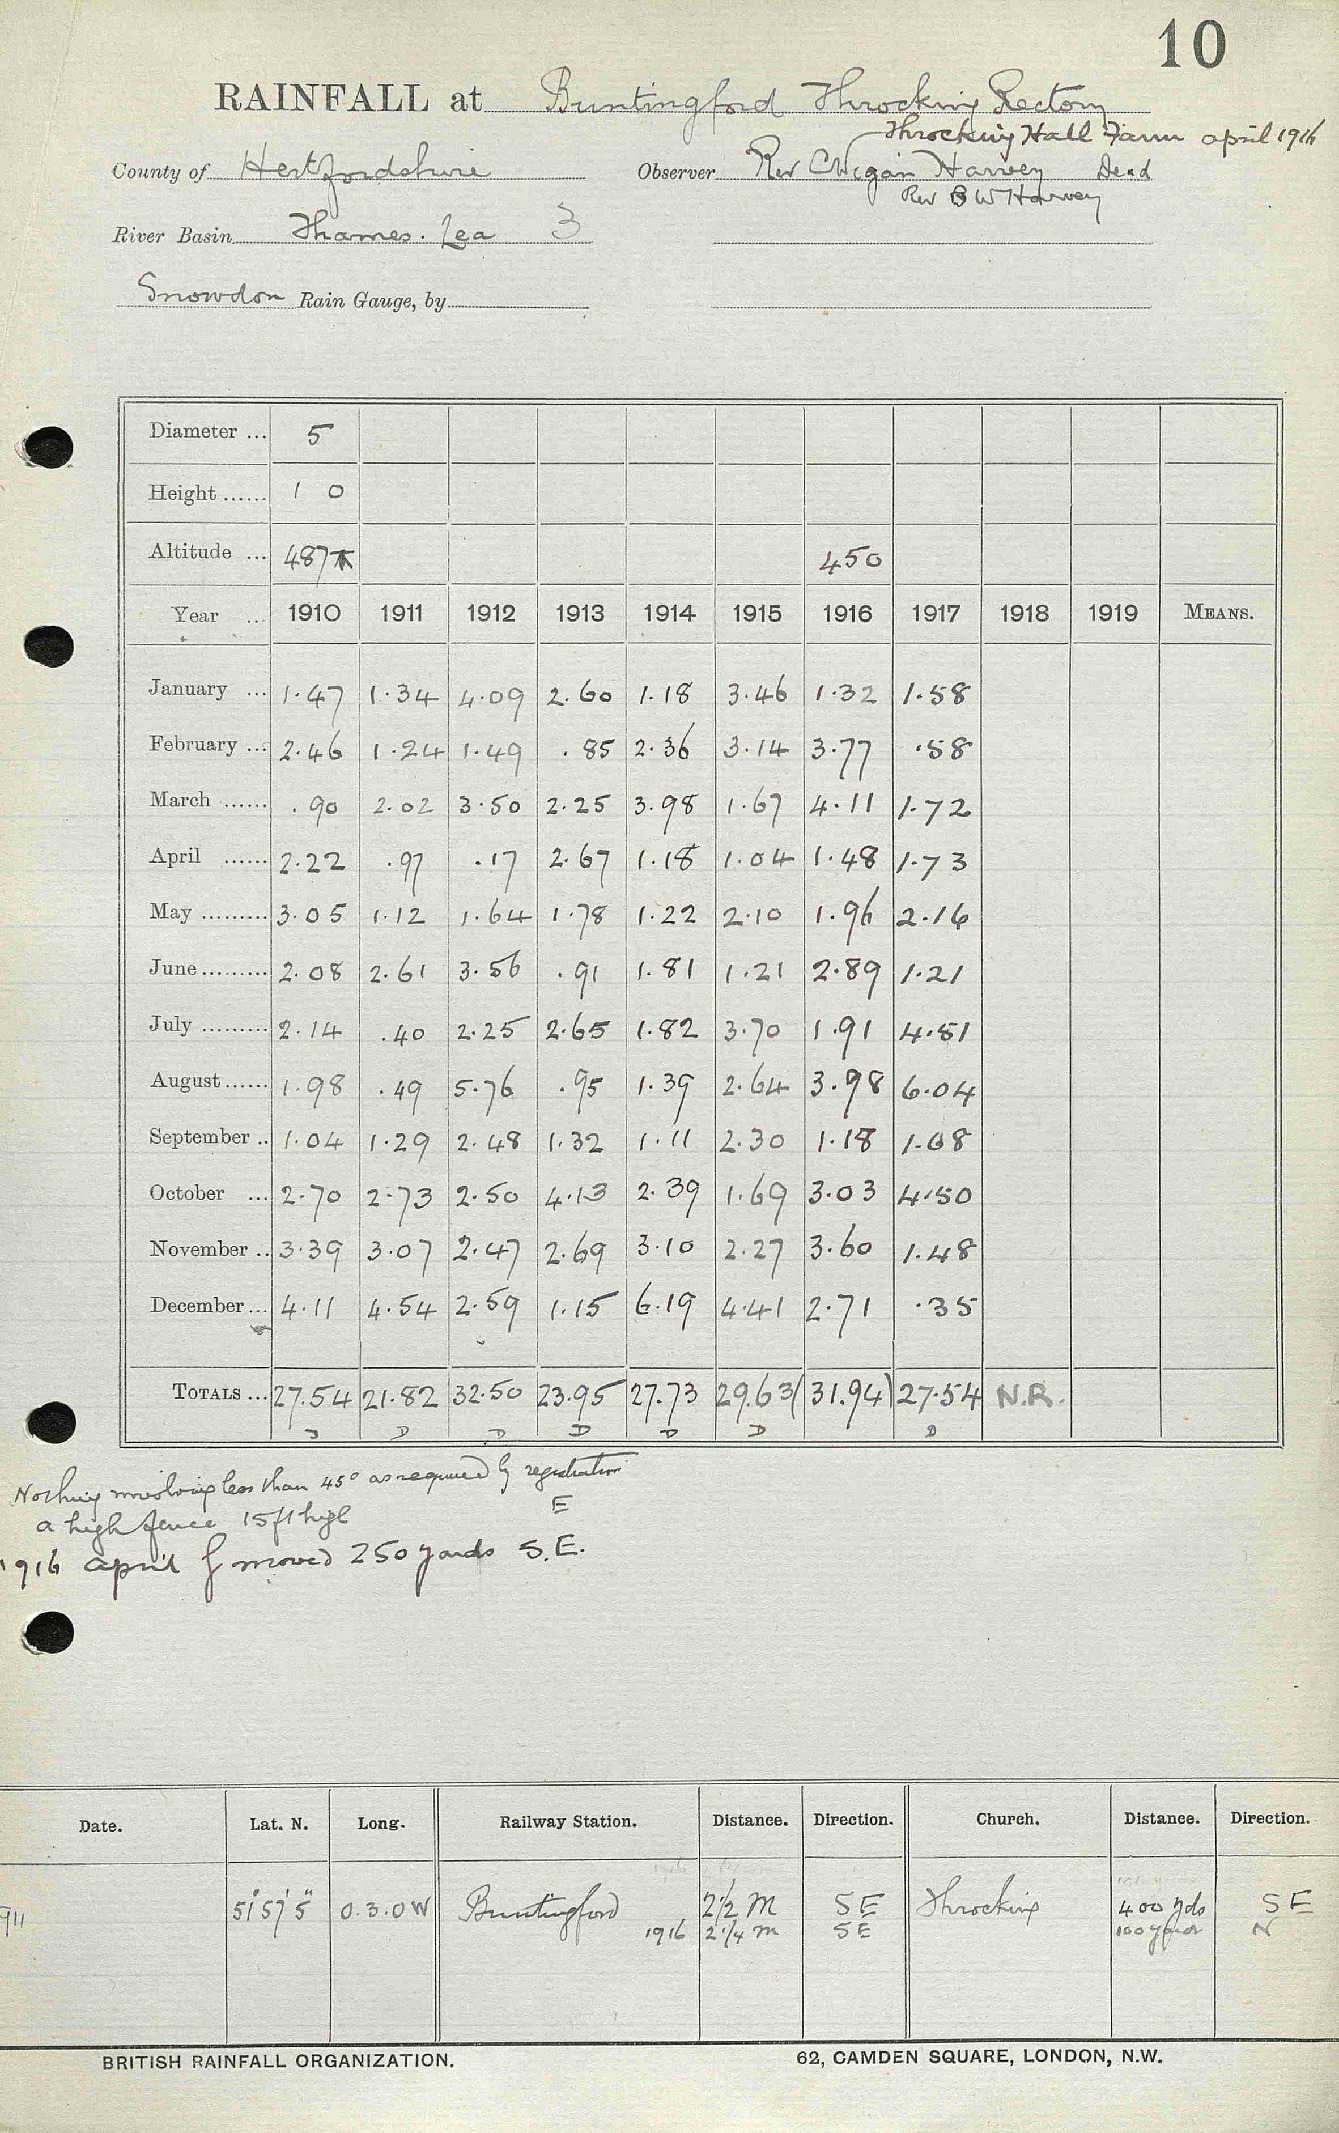 10
RAINFALL at Buntingford Throcking Rectory
Throcking Hall Farm april 1916
County of Hertfordshire Observer Rev C Wigan Harvey Dead
Rev B W Harvey
River Basin Thames. Lea 3
Snowdon Rain Gauge, by
Diameter ... 5
Height ...... 1 0
Altitude ... 487 450
Year ... 1910 1911 1912 1913 1914 1915 1916 1917 1918 1919 MEANS.
January ... 1.47 1.34 4.09 2.60 1.18 3.46 1.32 1.58
February ... 2.46 1.24 1.49 .85 2.36 3.14 3.77 .58
March ...... .90 2.02 3.50 2.25 3.98 1.67 4.11 1.72
April ...... 2.22 .97 .17 2.67 1.18 1.04 1.48 1.73
May ......... 3.05 1.12 1.64 1.78 1.22 2.10 1.96 2.16
June ......... 2.08 2.61 3.56 .91 1.81 1.21 2.89 1.21
July ......... 2.14 .40 2.25 2.65 1.82 3.70 1.91 4.51
August ...... 1.98 .49 5.76 .95 1.39 2.64 3.98 6.04
September .. 1.04 1.29 2.48 1.32 1.11 2.30 1.18 1.68
October ... 2.70 2.73 2.50 4.13 2.39 1.69 3.03 4.50
November .. 3.39 3.07 2.47 2.69 3.10 2.27 3.60 1.48
December ... 4.11 4.54 2.59 1.15 6.19 4.41 2.71 .35
TOTALS ... 27.54 21.82 32.50 23.95 27.73 29.63 (31.94) 27.54 N.R.
D D D D D D D
Nothing involving less than 45° as required by registration
a high fence 15 ft high E
1916 april G moved 250 yards S.E.
Date. Lat. N. Long. Railway Station. Distance. Direction. Church. Distance. Direction.
94 51° 57' 5" 0.3.0 W Buntingford 2½ m SE Throcking 400 yds SE
1916 2¼ m SE 100 yards N
BRITISH RAINFALL ORGANIZATION. 62, CAMDEN SQUARE, LONDON, N.W.